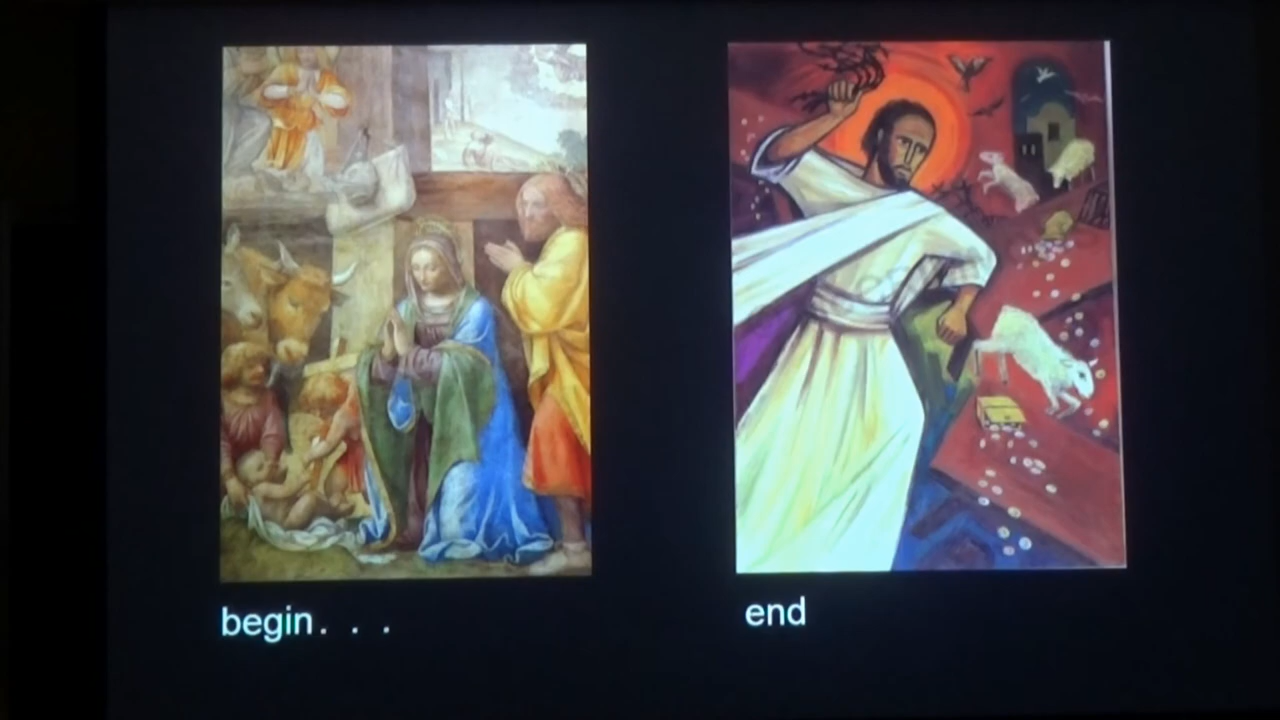 begin. . .
end